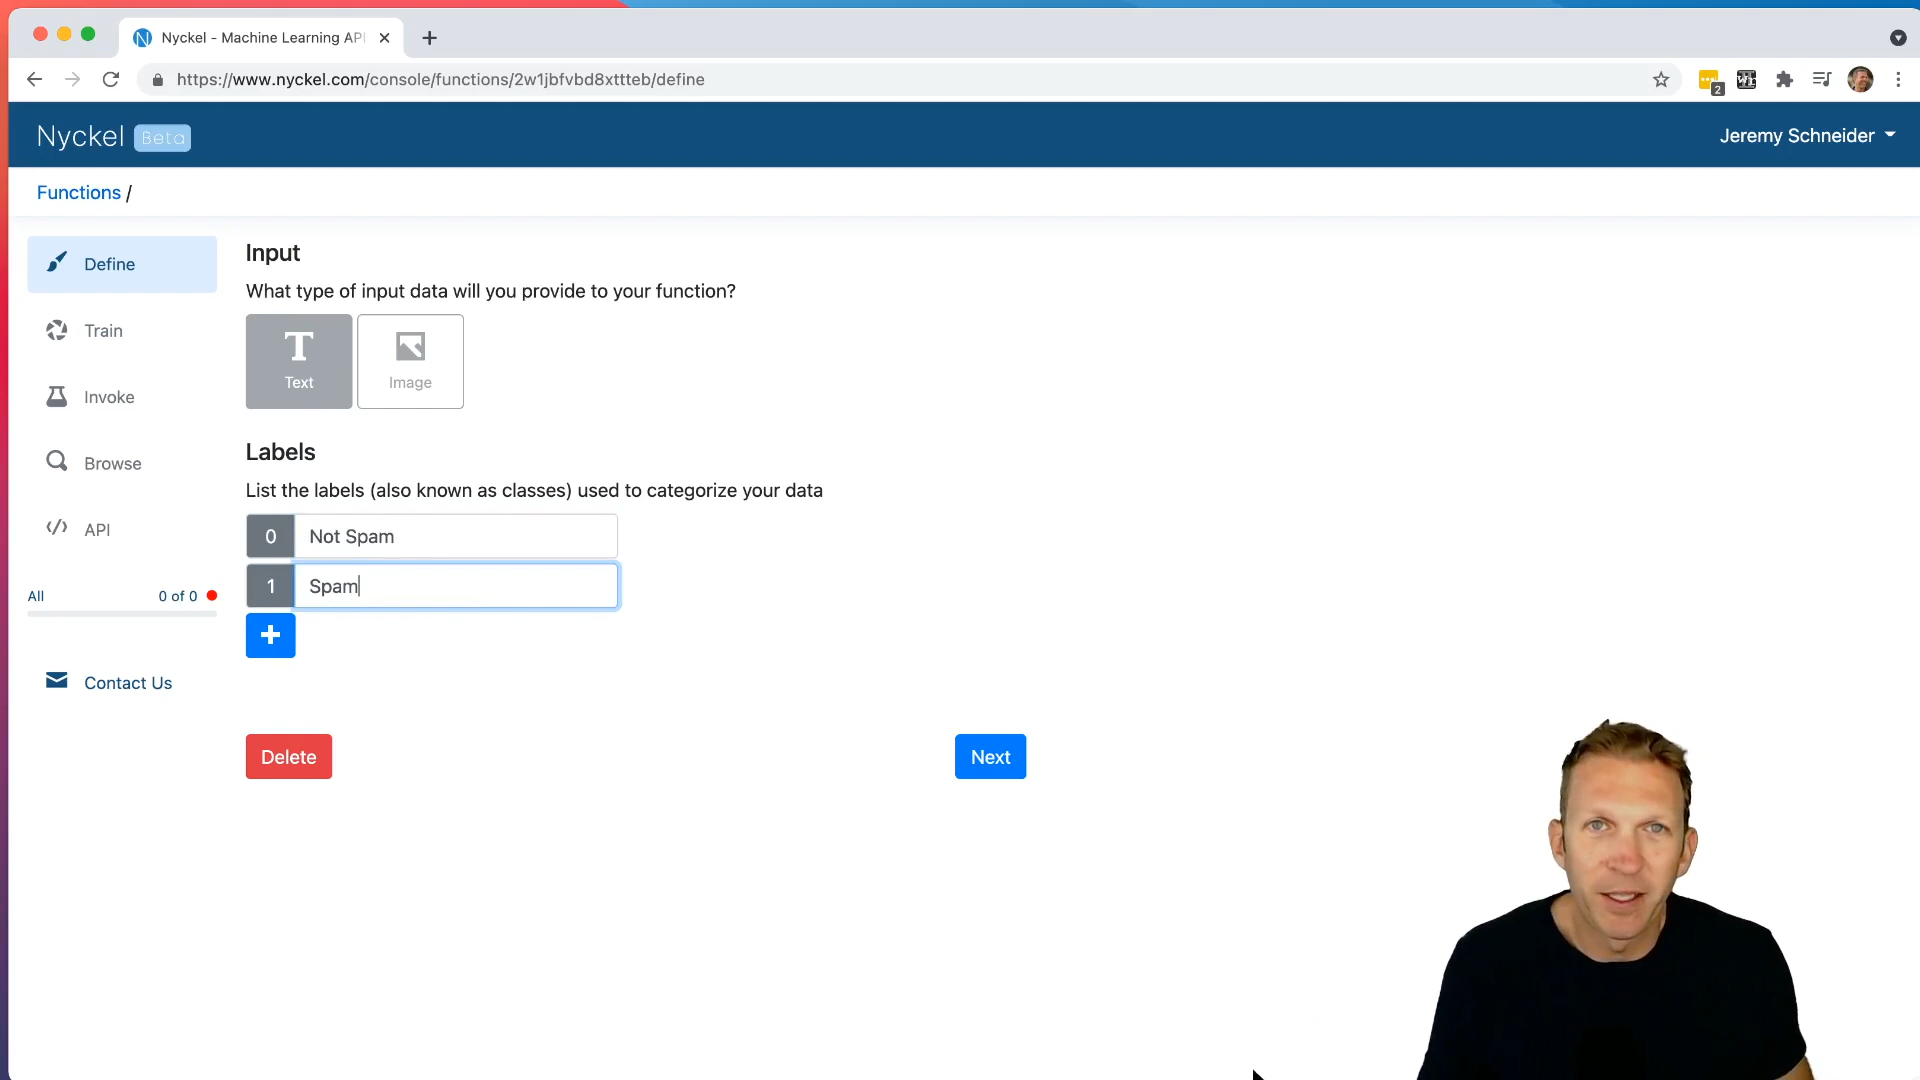 Nyckel - Machine Learning API
https://www.nyckel.com/console/functions/2w1jbfvbd8xttteb/define
2
Nyckel Beta
Jeremy Schneider
Functions /
Define
Train
Invoke
Browse
API
All 0 of 0
Contact Us
Input
What type of input data will you provide to your function?
Text
Image
Labels
List the labels (also known as classes) used to categorize your data
0 Not Spam
1 Spam
Delete
Next